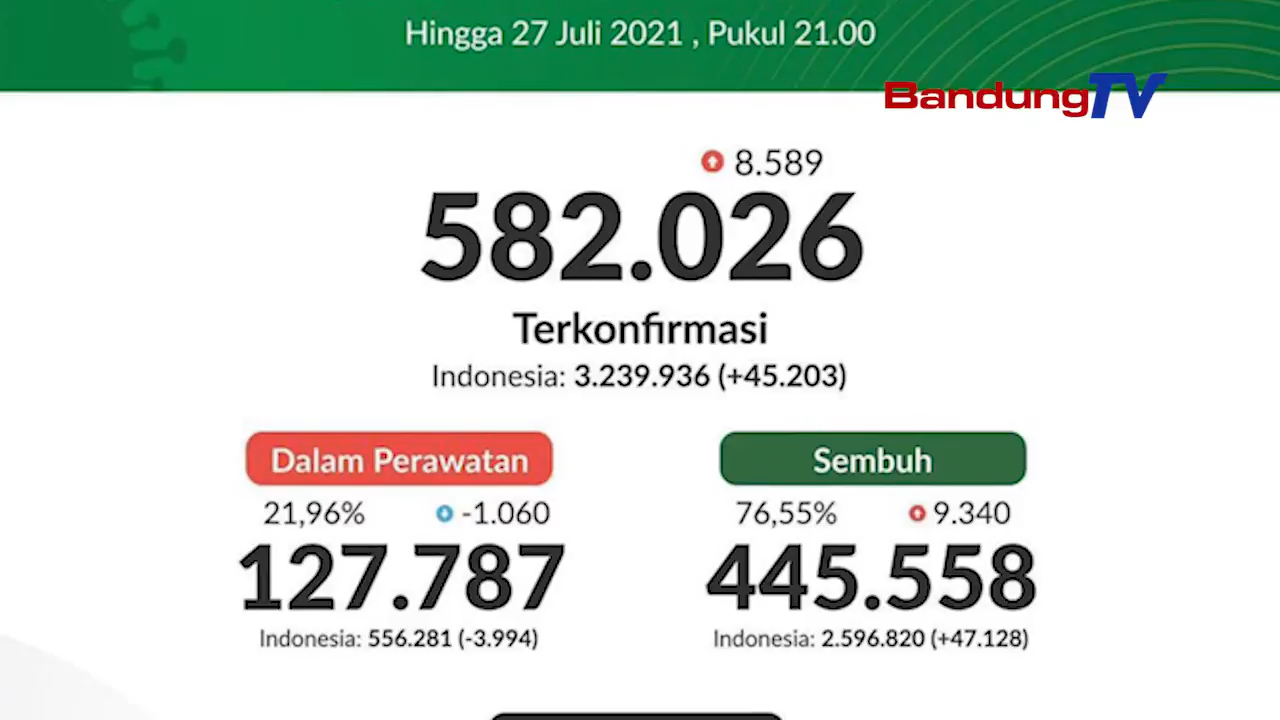 Hingga 27 Juli 2021 , Pukul 21.00
BandungTV
8.589
582.026
Terkonfirmasi
Indonesia: 3.239.936 (+45.203)
Dalam Perawatan
21,96% -1.060
127.787
Indonesia: 556.281 (-3.994)
Sembuh
76,55% 9.340
445.558
Indonesia: 2.596.820 (+47.128)